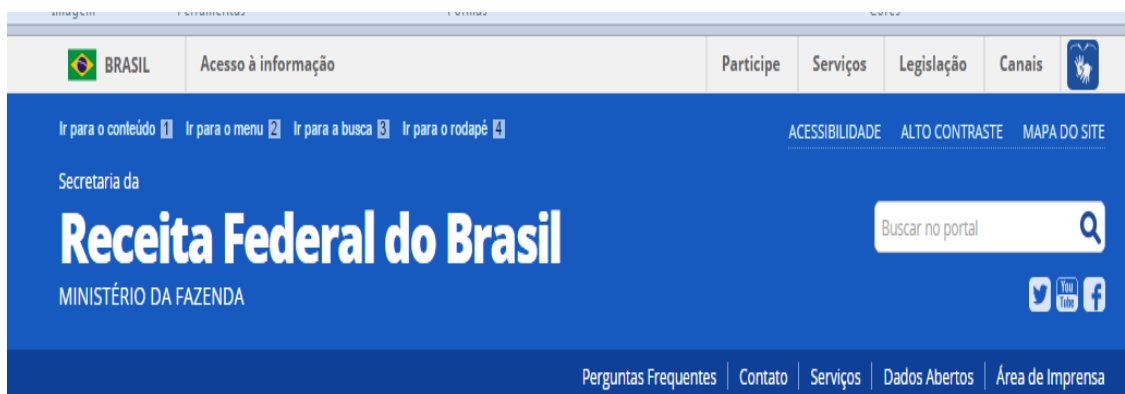 BRASIL Acesso à informação Participe Serviços Legislação Canais
Ir para o conteúdo 1 Ir para o menu 2 Ir para a busca 3 Ir para o rodapé 4 ACESSIBILIDADE ALTO CONTRASTE MAPA DO SITE
Secretaria da
Receita Federal do Brasil
Buscar no portal
MINISTÉRIO DA FAZENDA
You Tube
Perguntas Frequentes Contato Serviços Dados Abertos Área de Imprensa